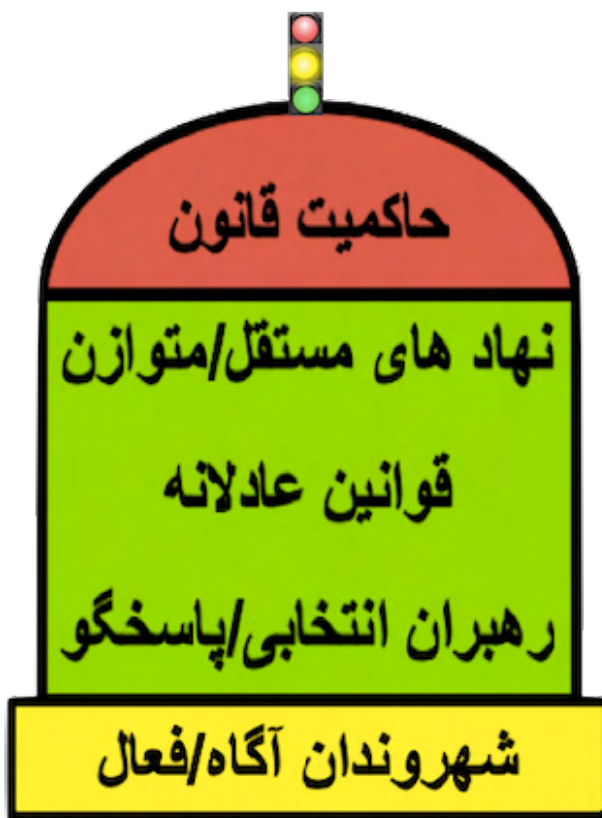 حاکمیت قانون
نهاد های مستقل/متوازن
قوانین عادلانه
رهبران انتخابی/پاسخگو
شهروندان آگاه/فعال